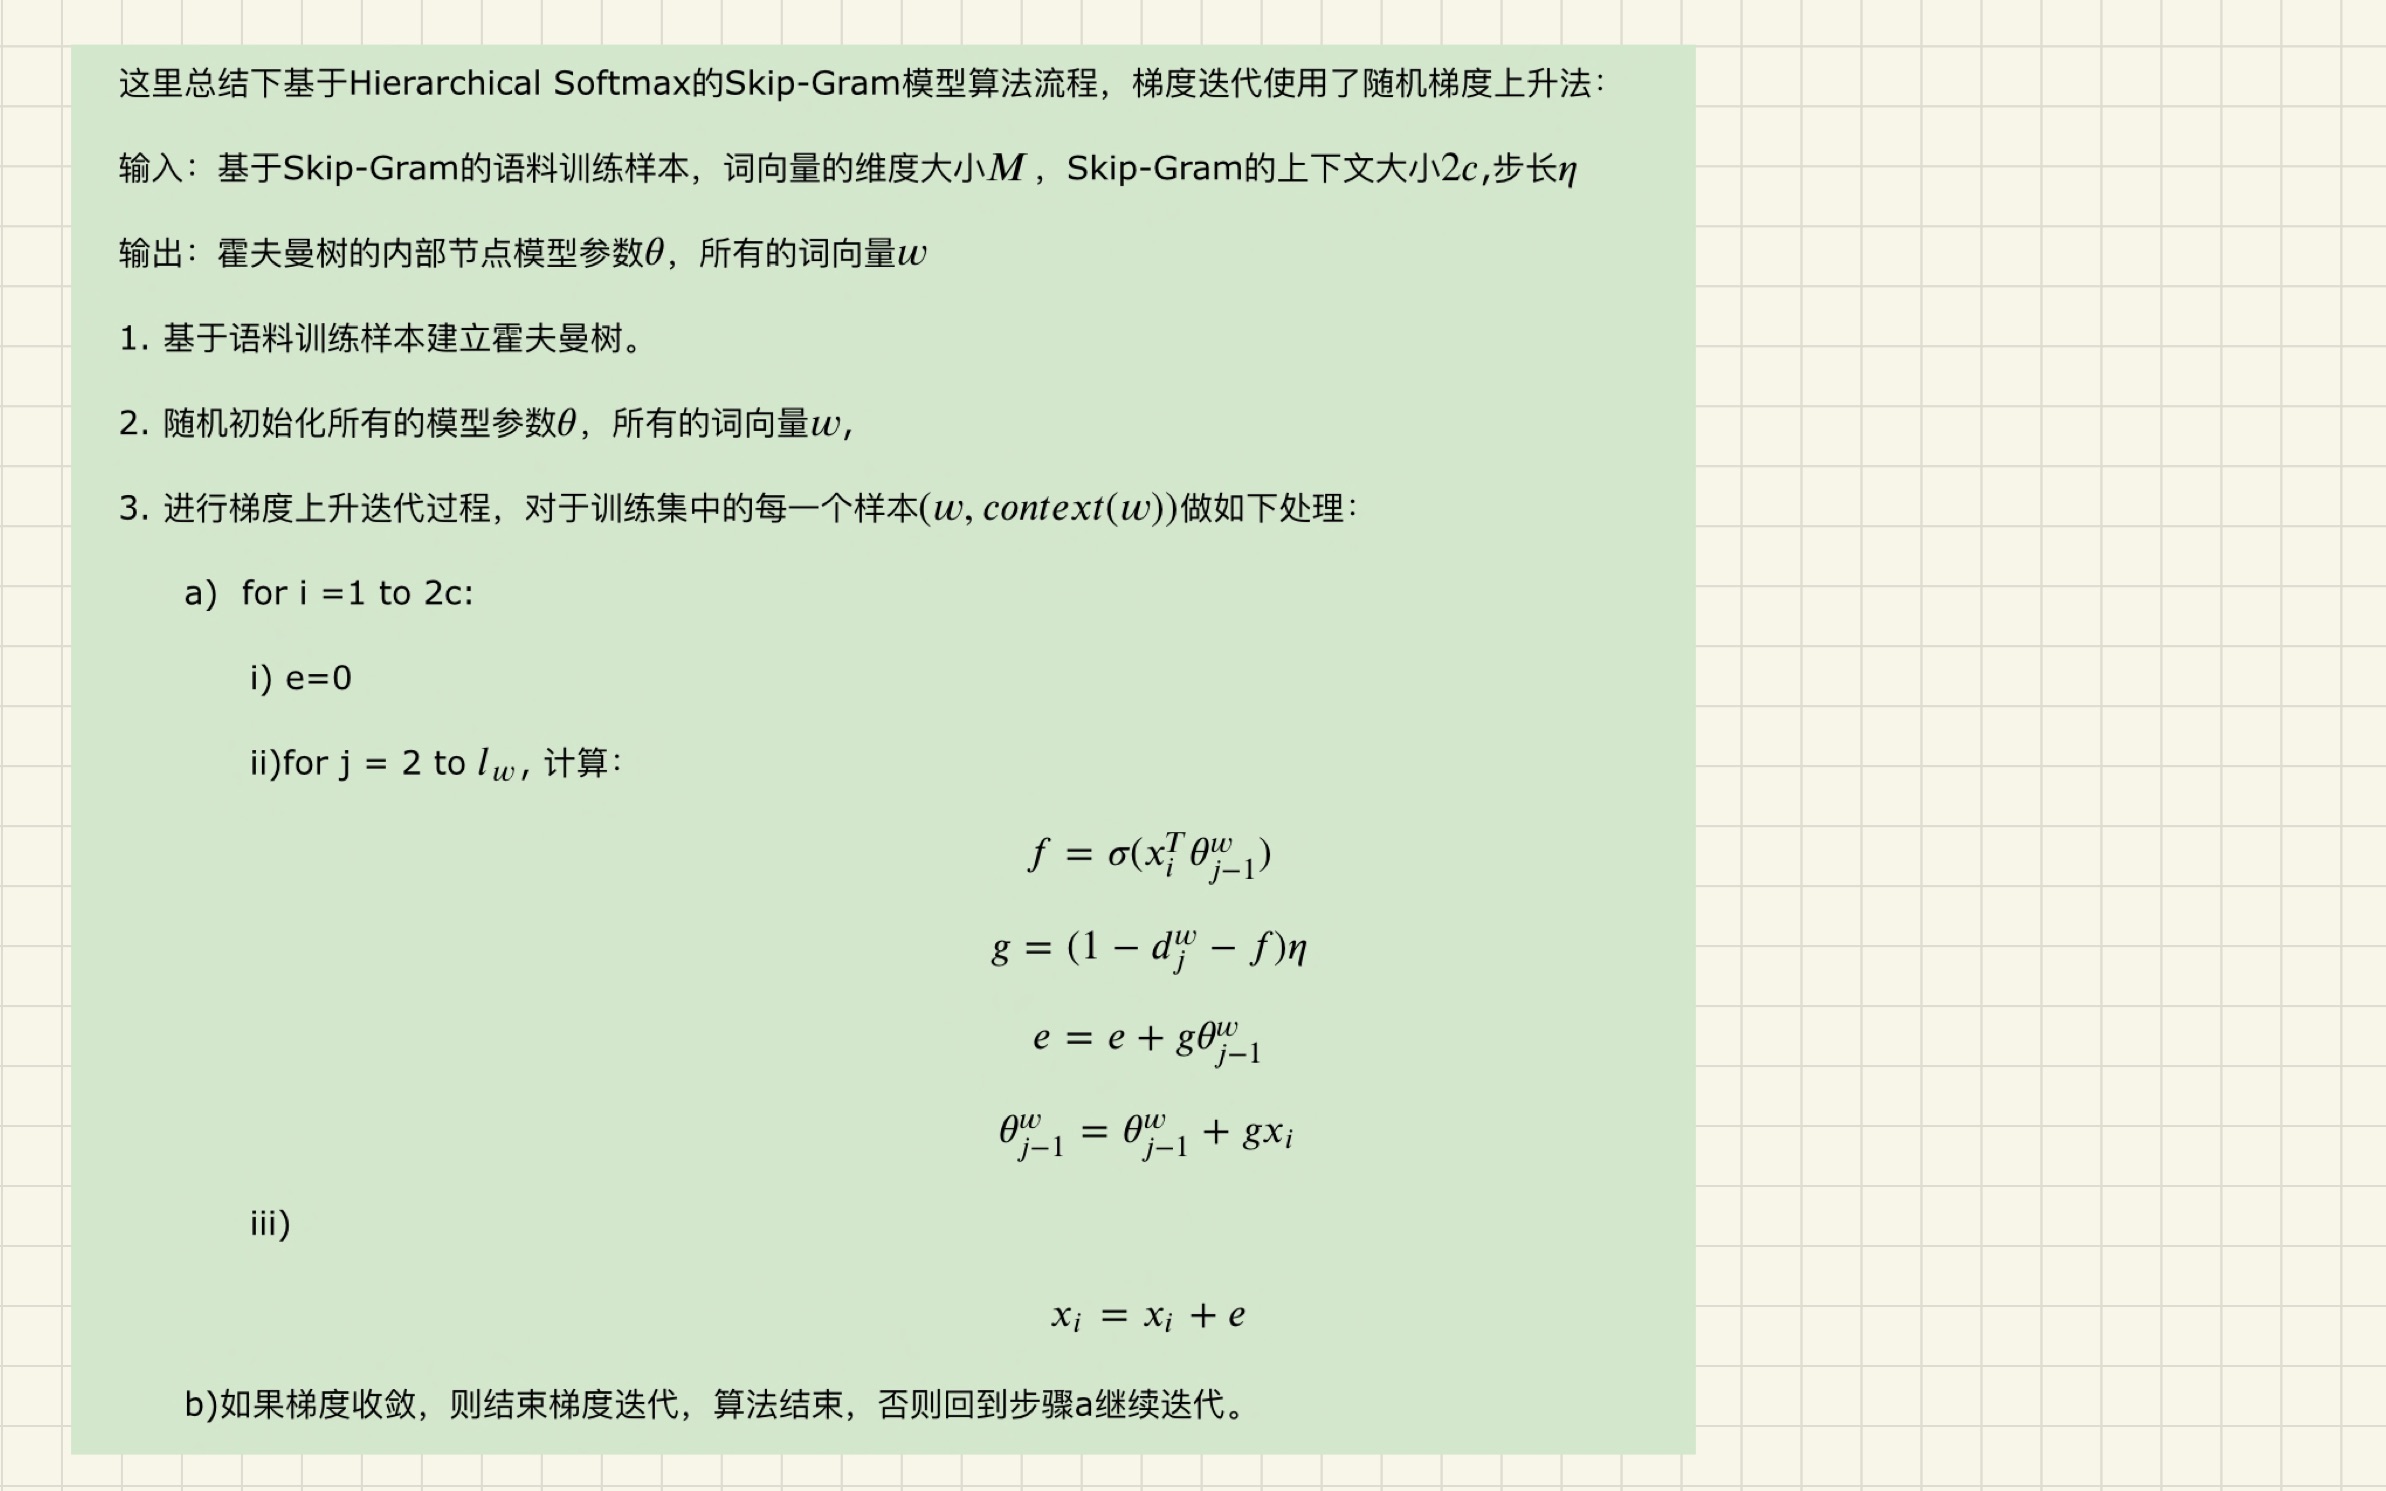 这里总结下基于Hierarchical Softmax的Skip-Gram模型算法流程，梯度迭代使用了随机梯度上升法：
输入：基于Skip-Gram的语料训练样本，词向量的维度大小$M$，Skip-Gram的上下文大小$2c$,步长$\eta$
输出：霍夫曼树的内部节点模型参数$\theta$，所有的词向量$w$
1. 基于语料训练样本建立霍夫曼树。
2. 随机初始化所有的模型参数$\theta$，所有的词向量$w$,
3. 进行梯度上升迭代过程，对于训练集中的每一个样本$(w, context(w))$做如下处理：
a) for i =1 to 2c:
i) e=0
ii)for j = 2 to $l_w$, 计算：
$f = \sigma(x_i^T\theta_{j-1}^w)$
$g = (1 - d_j^w - f)\eta$
$e = e + g\theta_{j-1}^w$
$\theta_{j-1}^w = \theta_{j-1}^w + gx_i$
iii)
$x_i = x_i + e$
b)如果梯度收敛，则结束梯度迭代，算法结束，否则回到步骤a继续迭代。